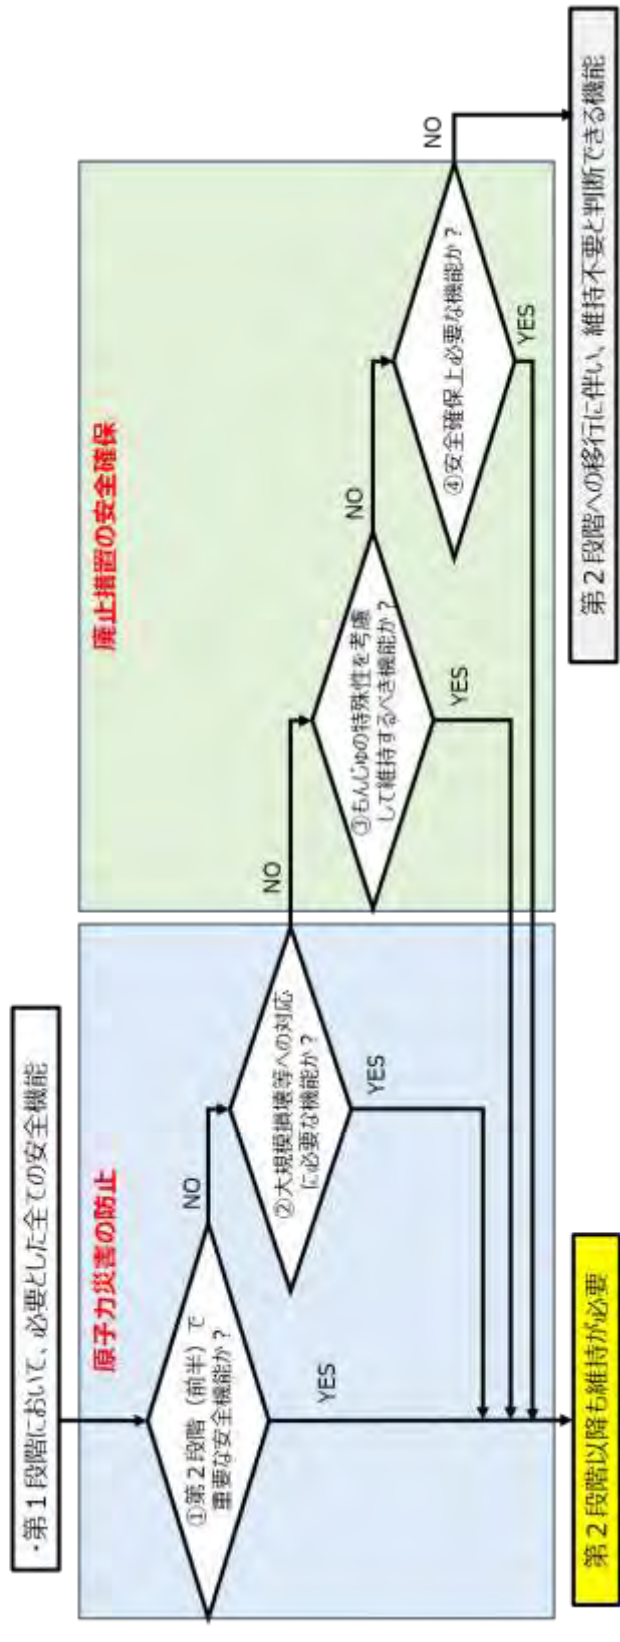 ・第1段階において、必要とした全ての安全機能
原子力災害の防止
①第2段階（前半）で
重要な安全機能か？
NO
YES
②大規模損壊等への対応
に必要な機能か？
NO
YES
廃止措置の安全確保
③もんじゅの特殊性を考慮
して維持するべき機能か？
NO
YES
④安全確保上必要な機能か？
NO
YES
第2段階以降も維持が必要
第2段階への移行に伴い、維持不要と判断できる機能